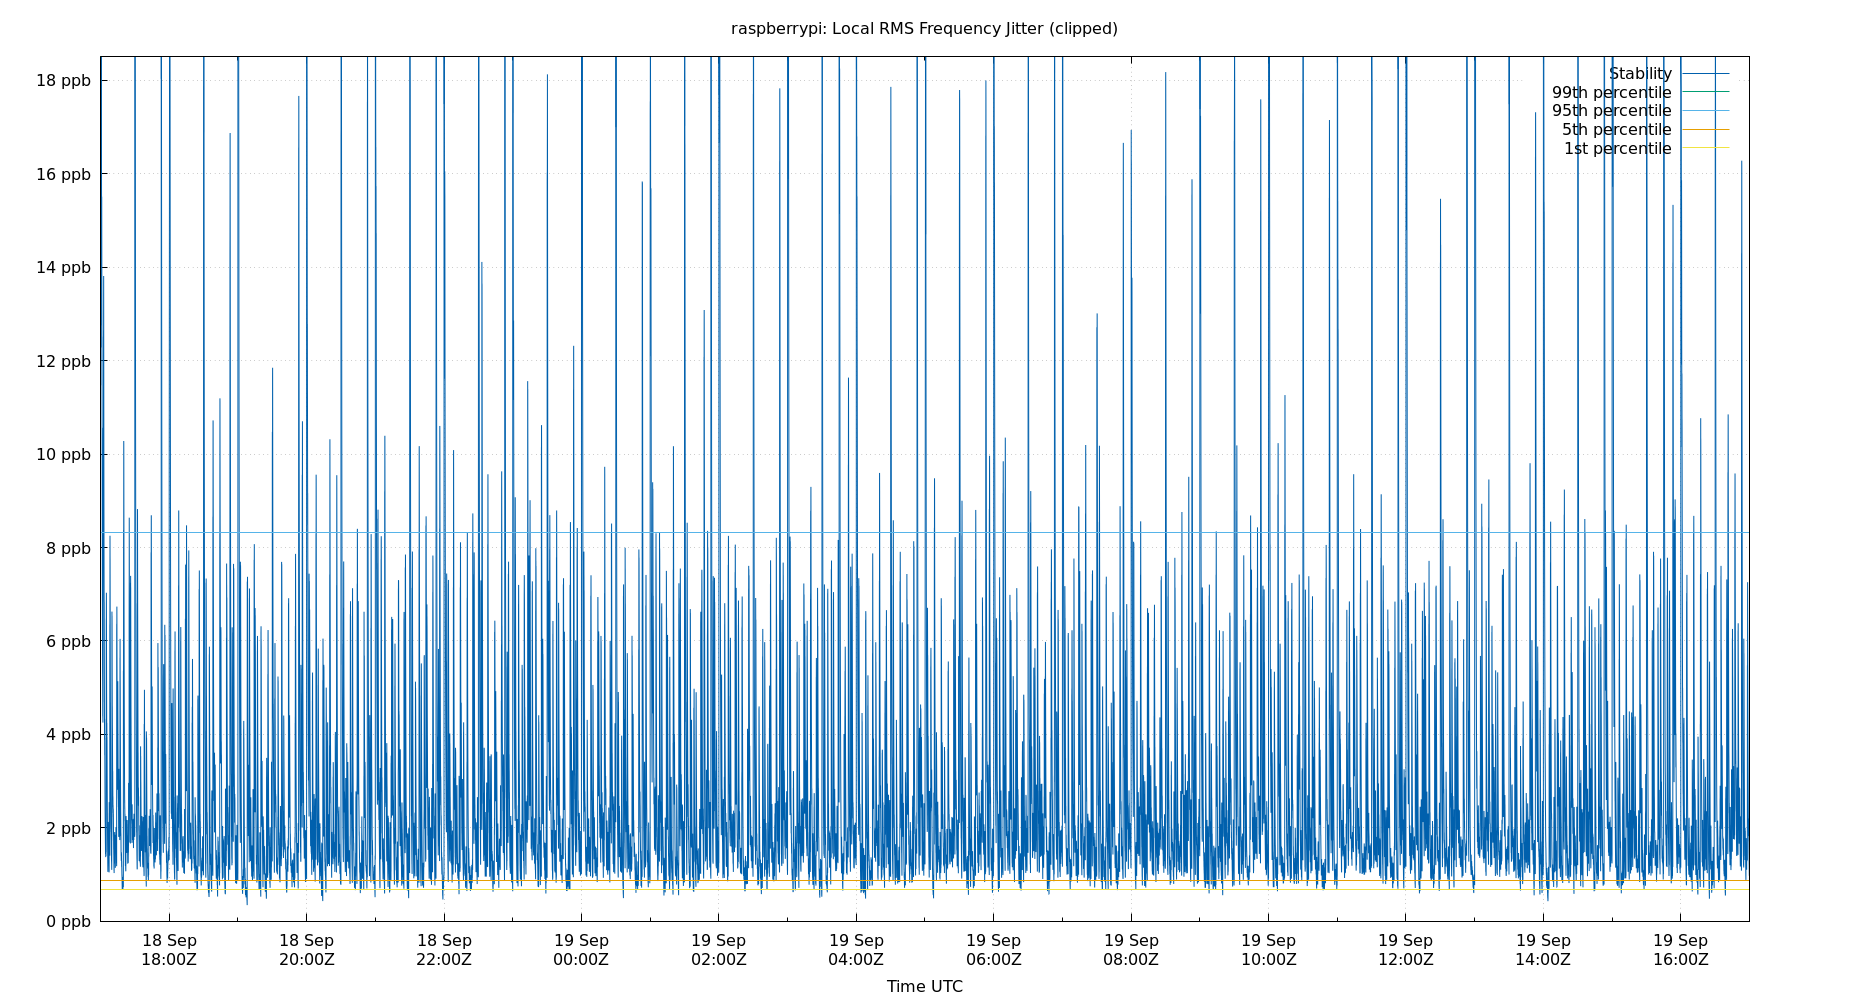 raspberrypi: Local RMS Frequency Jitter (clipped)
18 ppb
16 ppb
14 ppb
12 ppb
10 ppb
8 ppb
6 ppb
4 ppb
2 ppb
0 ppb
Stability
99th percentile
95th percentile
5th percentile
1st percentile
18 Sep 18 Sep 18 Sep 19 Sep 19 Sep 19 Sep 19 Sep 19 Sep 19 Sep 19 Sep 19 Sep 19 Sep
18:00Z 20:00Z 22:00Z 00:00Z 02:00Z 04:00Z 06:00Z 08:00Z 10:00Z 12:00Z 14:00Z 16:00Z
Time UTC